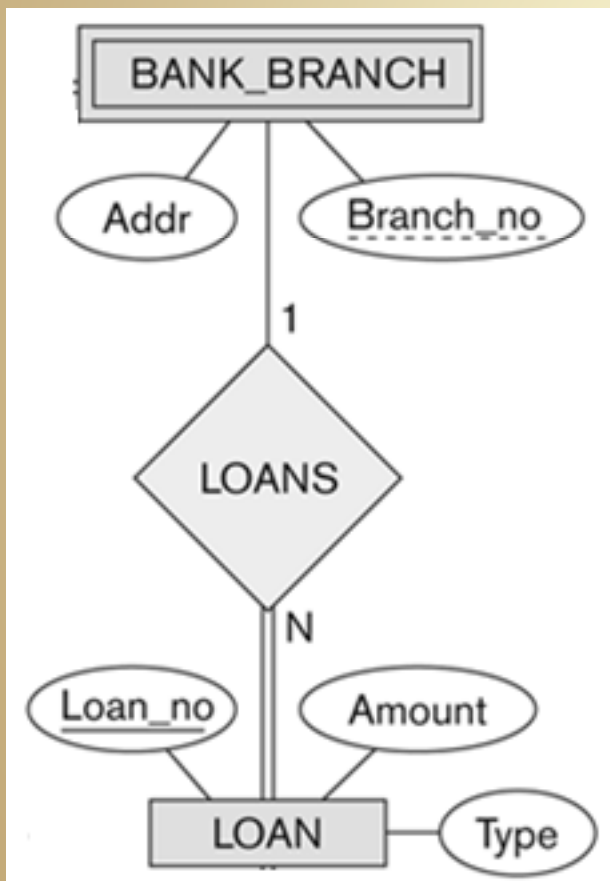 BANK_BRANCH
Addr
Branch_no
1
LOANS
N
Loan_no
Amount
LOAN
Type